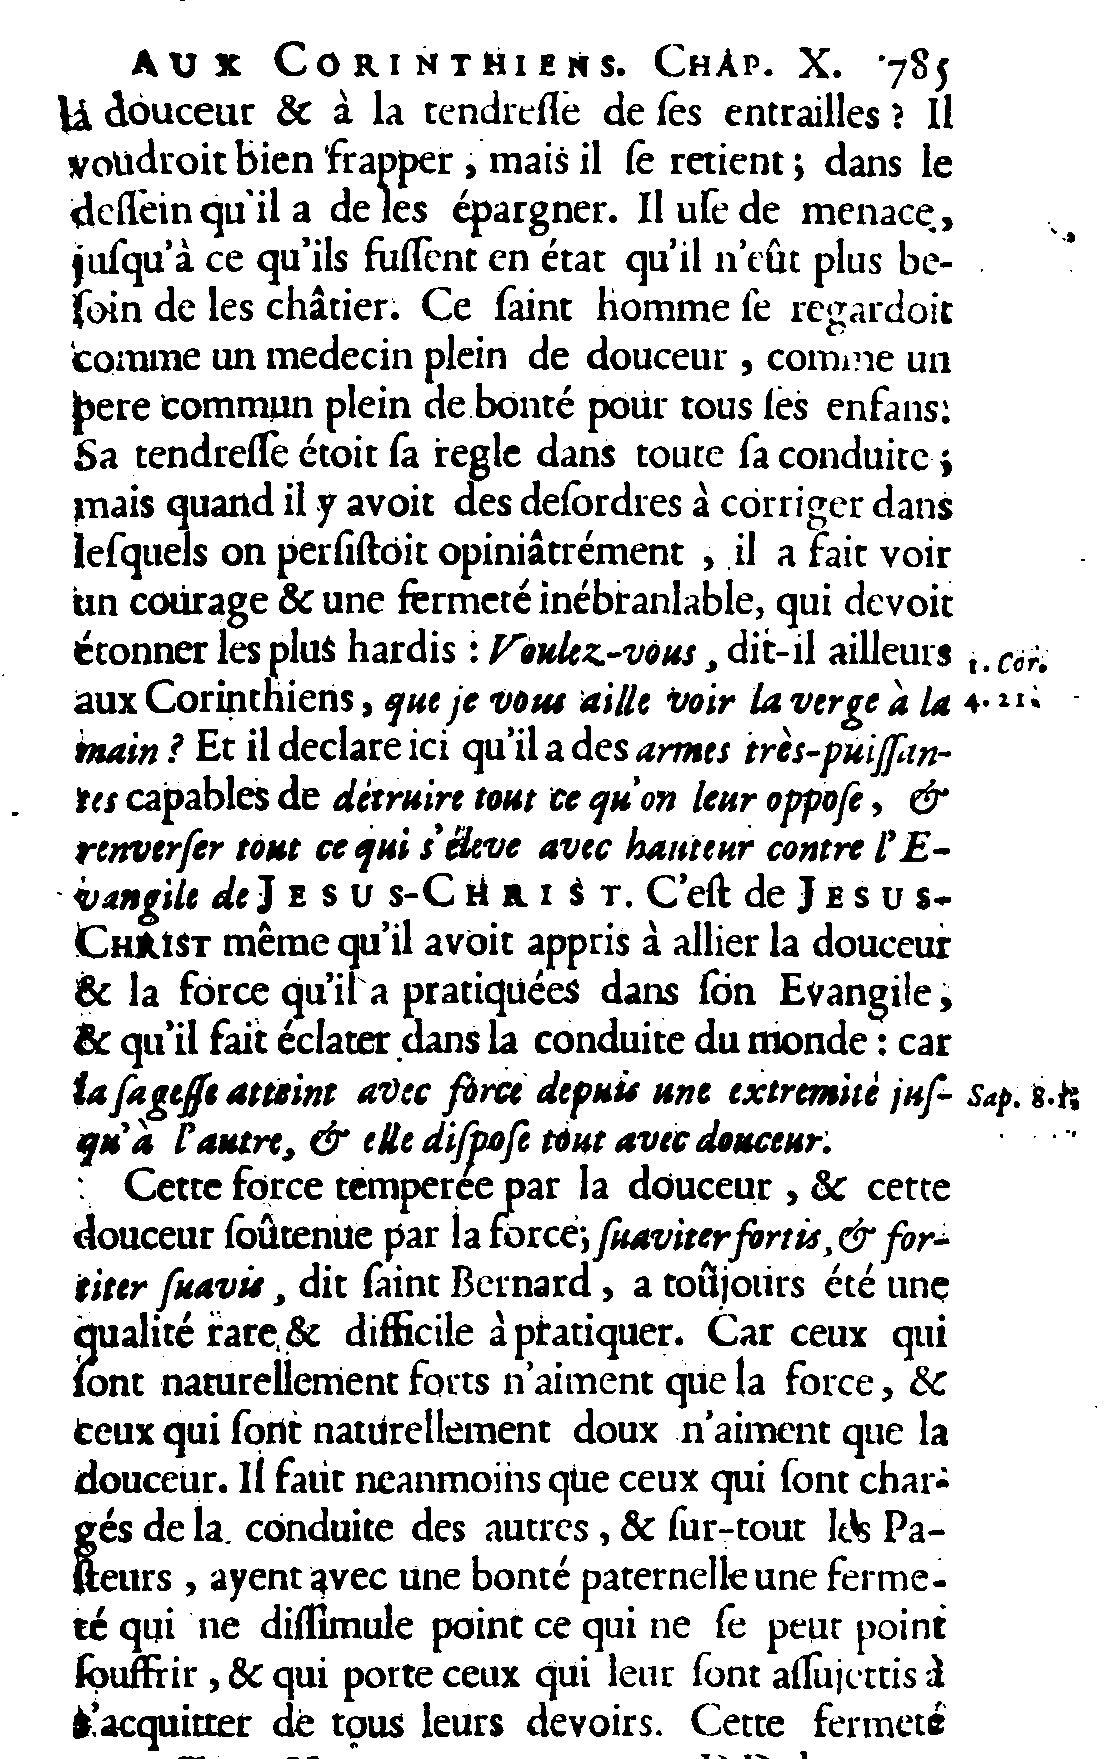 AUX CORINTHIENS. CHAP. X. 785
la douceur & à la tendreſſe de ſes entrailles ? Il
voudroit bien frapper, mais il ſe retient ; dans le
deſſein qu'il a de les épargner. Il uſe de menace,
juſqu'à ce qu'ils fuſſent en état qu'il n'eût plus be-
ſoin de les châtier. Ce ſaint homme ſe regardoit
comme un medecin plein de douceur, comme un
pere commun plein de bonté pour tous ſes enfans.
Sa tendreſſe étoit ſa regle dans toute ſa conduite ;
mais quand il y avoit des deſordres à corriger dans
leſquels on perſiſtoit opiniâtrément, il a fait voir
un courage & une fermeté inébranlable, qui devoit
étonner les plus hardis : Voulez-vous, dit-il ailleurs
1. Cor.
aux Corinthiens, que je vous aille voir la verge à la
4. 21.
main ? Et il declare ici qu'il a des armes très-puiſſan-
tes capables de détruire tout ce qu'on leur oppoſe, &
renverſer tout ce qui s'éleve avec hauteur contre l'E-
vangile de JESUS-CHRIST. C'eſt de JESUS-
CHRIST même qu'il avoit appris à allier la douceur
& la force qu'il a pratiquées dans ſon Evangile,
& qu'il fait éclater dans la conduite du monde : car
la ſageſſe atteint avec force depuis une extremité juſ-
Sap. 8. 1.
qu'à l'autre, & elle diſpoſe tout avec douceur.
Cette force temperée par la douceur, & cette
douceur ſoûtenue par la force ; ſuaviter fortis, & for-
titer ſuavis, dit ſaint Bernard, a toûjours été une
qualité rare & difficile à pratiquer. Car ceux qui
ſont naturellement forts n'aiment que la force, &
ceux qui ſont naturellement doux n'aiment que la
douceur. Il faut neanmoins que ceux qui ſont char-
gés de la conduite des autres, & ſur-tout les Pa-
ſteurs, ayent avec une bonté paternelle une ferme-
té qui ne diſſimule point ce qui ne ſe peut point
ſouffrir, & qui porte ceux qui leur ſont aſſujettis à
s'acquitter de tous leurs devoirs. Cette fermeté